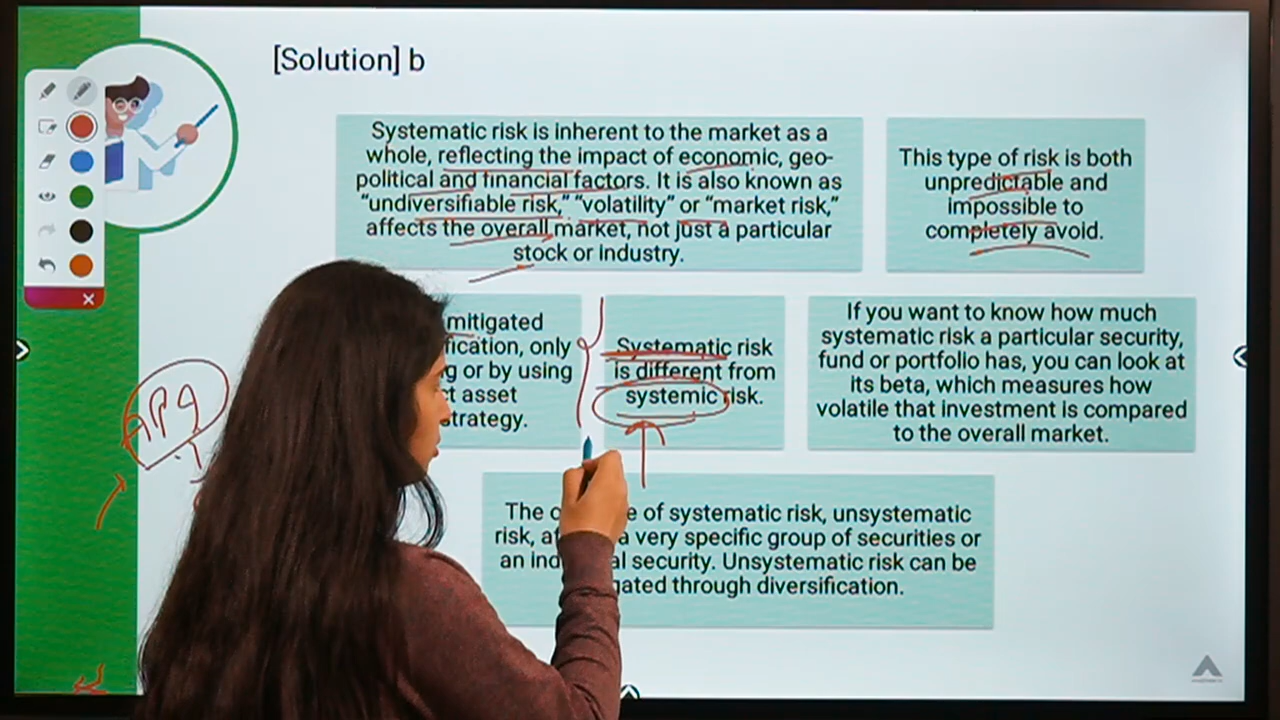 [Solution] b
Systematic risk is inherent to the market as a
whole, reflecting the impact of economic, geo-
political and financial factors. It is also known as
“undiversifiable risk,” “volatility” or “market risk,”
affects the overall market, not just a particular
stock or industry.
This type of risk is both
unpredictable and
impossible to
completely avoid.
mitigated
only
or by using
asset
strategy.
Systematic risk
is different from
systemic risk.
If you want to know how much
systematic risk a particular security,
fund or portfolio has, you can look at
its beta, which measures how
volatile that investment is compared
to the overall market.
The of systematic risk, unsystematic
risk, a very specific group of securities or
an security. Unsystematic risk can be
through diversification.